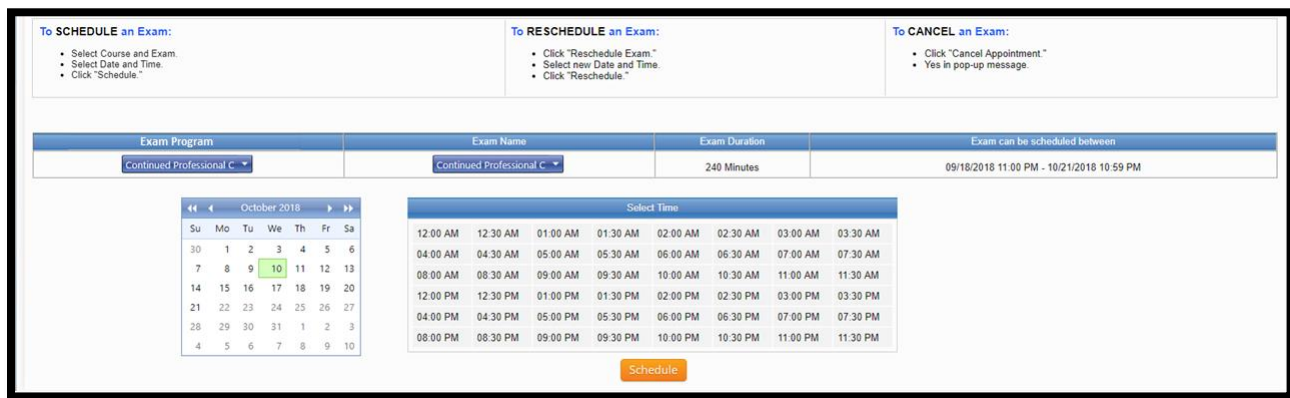 To SCHEDULE an Exam:
• Select Course and Exam.
• Select Date and Time.
• Click "Schedule."
To RESCHEDULE an Exam:
• Click "Reschedule Exam."
• Select new Date and Time.
• Click "Reschedule."
To CANCEL an Exam:
• Click "Cancel Appointment."
• Yes in pop-up message.
Exam Program Exam Name Exam Duration Exam can be scheduled between
Continued Professional C Continued Professional C 240 Minutes 09/18/2018 11:00 PM - 10/21/2018 10:59 PM
October 2018
Su Mo Tu We Th Fr Sa
30 1 2 3 4 5 6
7 8 9 10 11 12 13
14 15 16 17 18 19 20
21 22 23 24 25 26 27
28 29 30 31 1 2 3
4 5 6 7 8 9 10
Select Time
12:00 AM 12:30 AM 01:00 AM 01:30 AM 02:00 AM 02:30 AM 03:00 AM 03:30 AM
04:00 AM 04:30 AM 05:00 AM 05:30 AM 06:00 AM 06:30 AM 07:00 AM 07:30 AM
08:00 AM 08:30 AM 09:00 AM 09:30 AM 10:00 AM 10:30 AM 11:00 AM 11:30 AM
12:00 PM 12:30 PM 01:00 PM 01:30 PM 02:00 PM 02:30 PM 03:00 PM 03:30 PM
04:00 PM 04:30 PM 05:00 PM 05:30 PM 06:00 PM 06:30 PM 07:00 PM 07:30 PM
08:00 PM 08:30 PM 09:00 PM 09:30 PM 10:00 PM 10:30 PM 11:00 PM 11:30 PM
Schedule